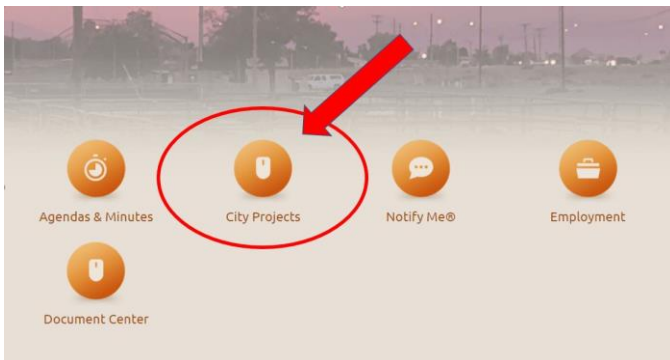 Agendas & Minutes
City Projects
Notify Me®
Employment
Document Center